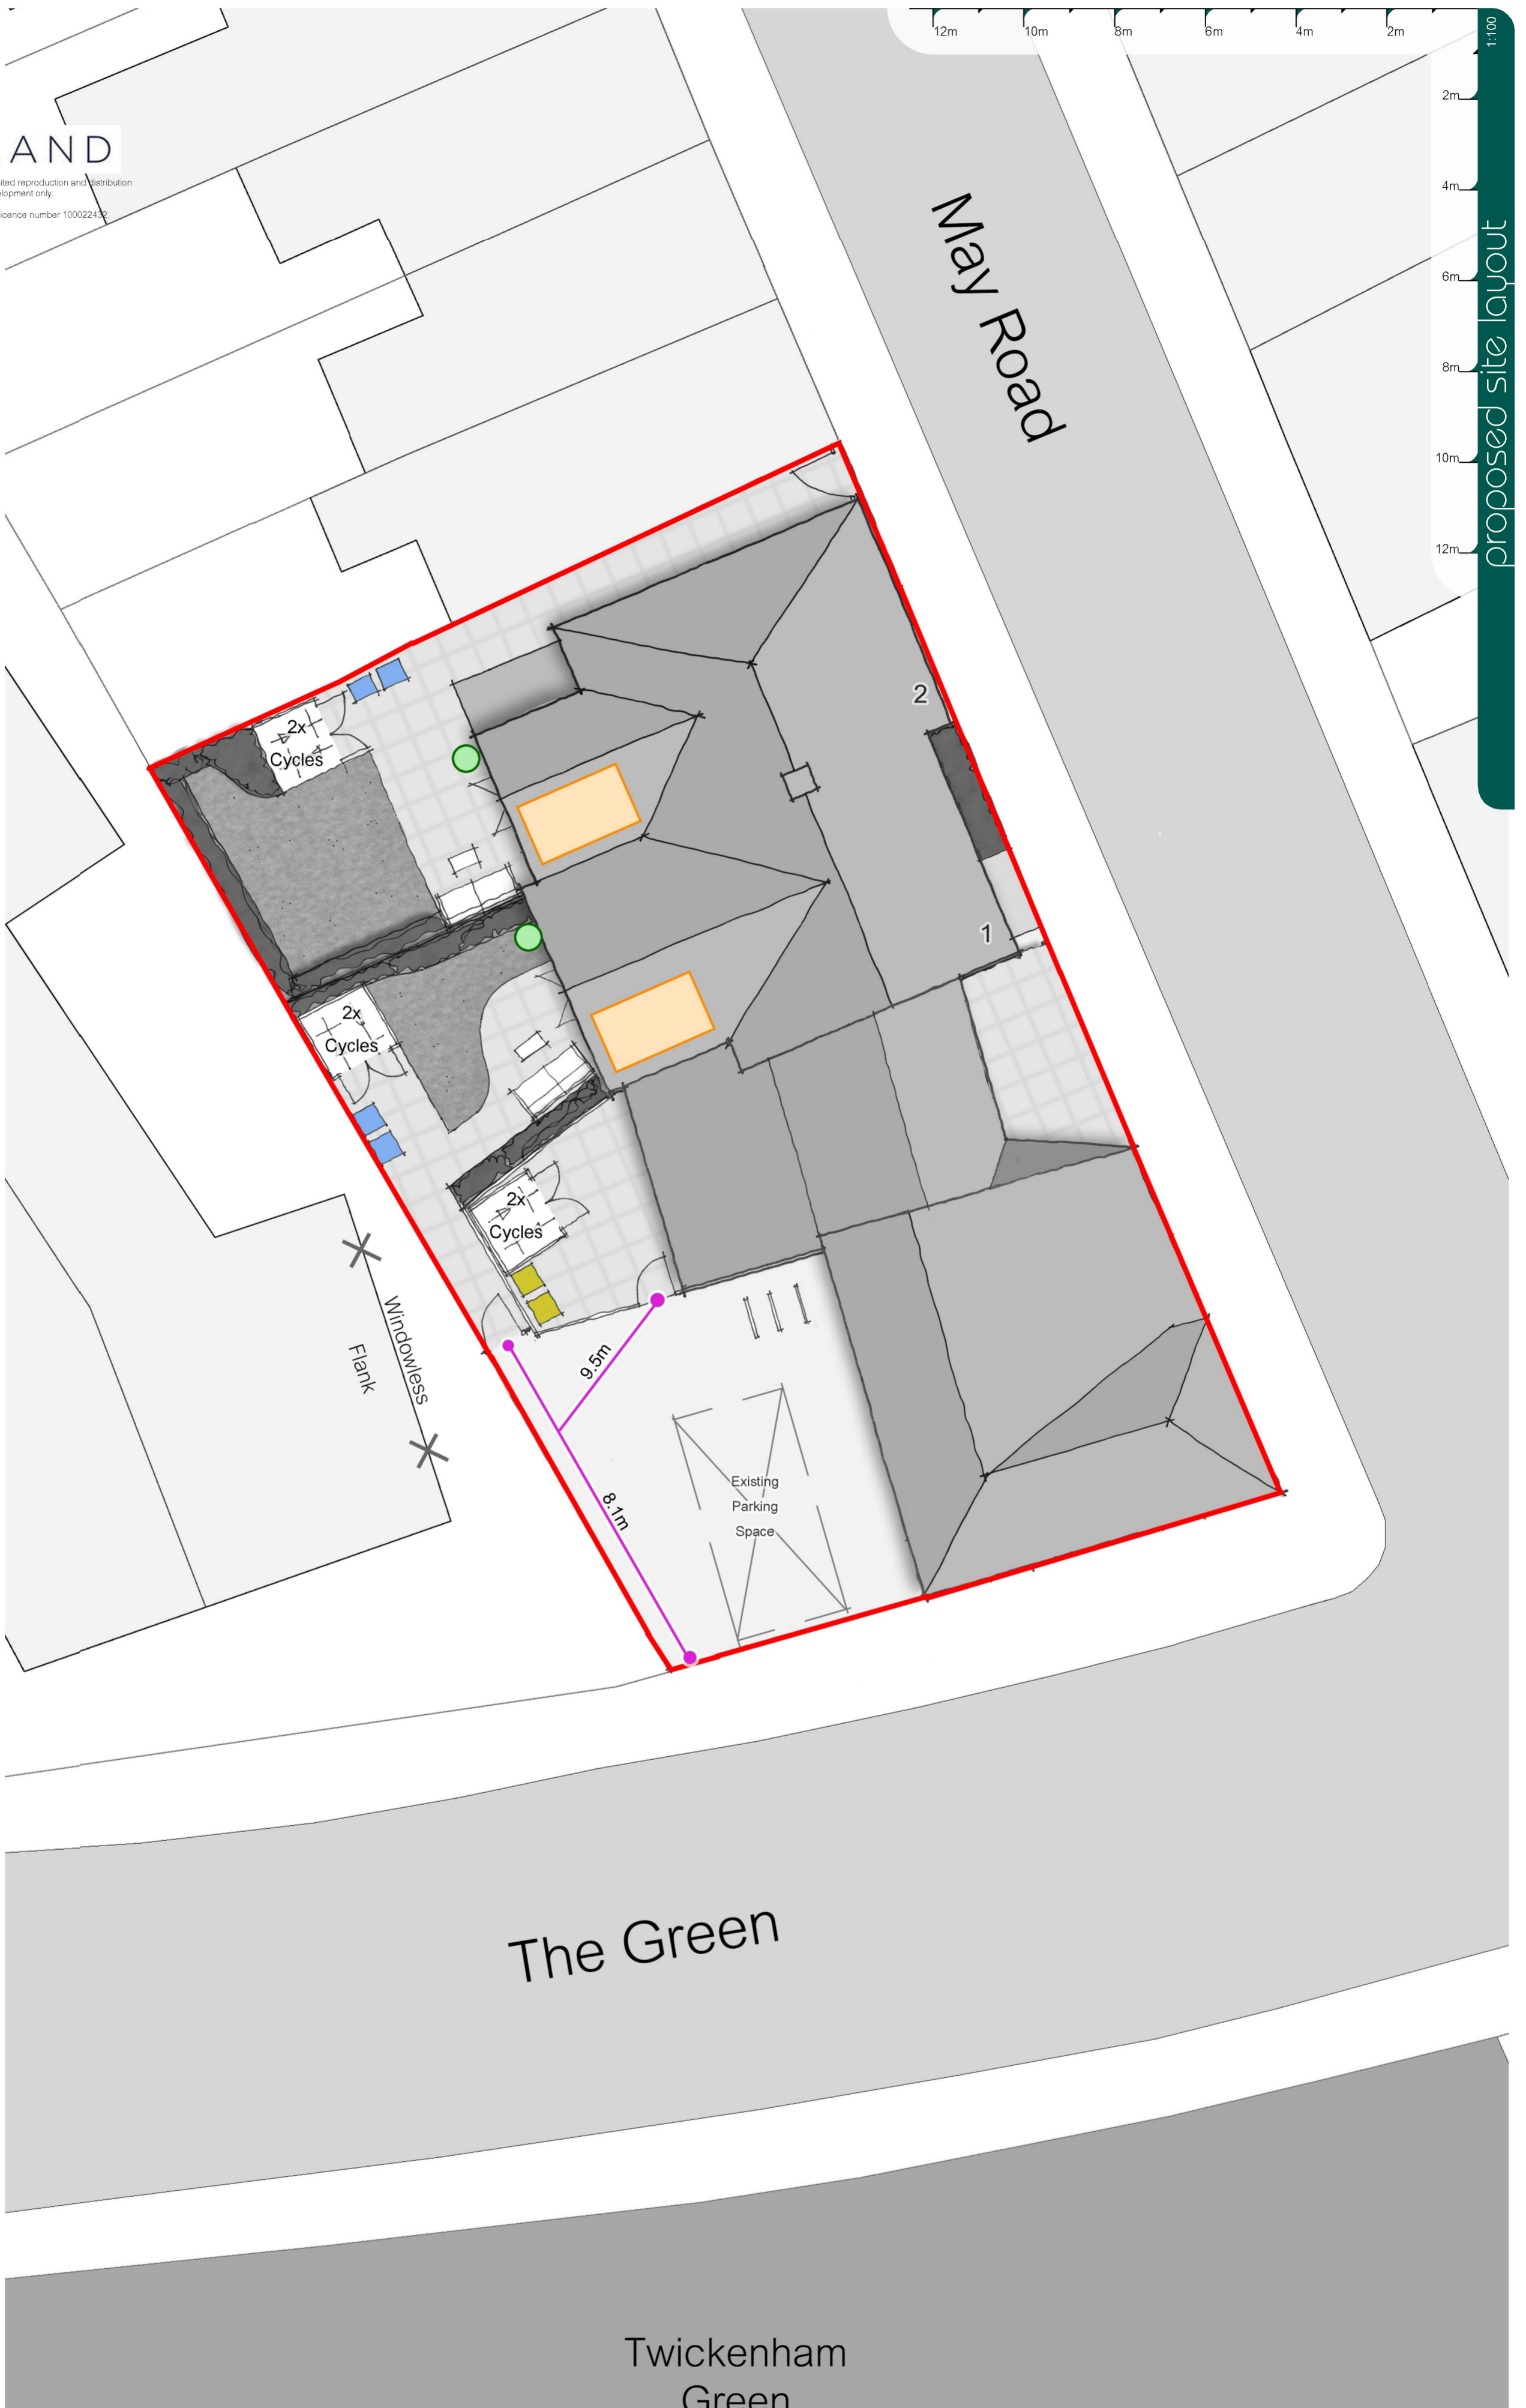 12m 10m 8m 6m 4m 2m
1:100
2m
4m
6m
8m
10m
12m
proposed site layout
AND
ited reproduction and distribution
elopment only.
icence number 100022432.
May Road
2
2x
Cycles
1
2x
Cycles
2x
Cycles
Windowless
Flank
9.5m
8.1m
Existing
Parking
Space
The Green
Twickenham
Green